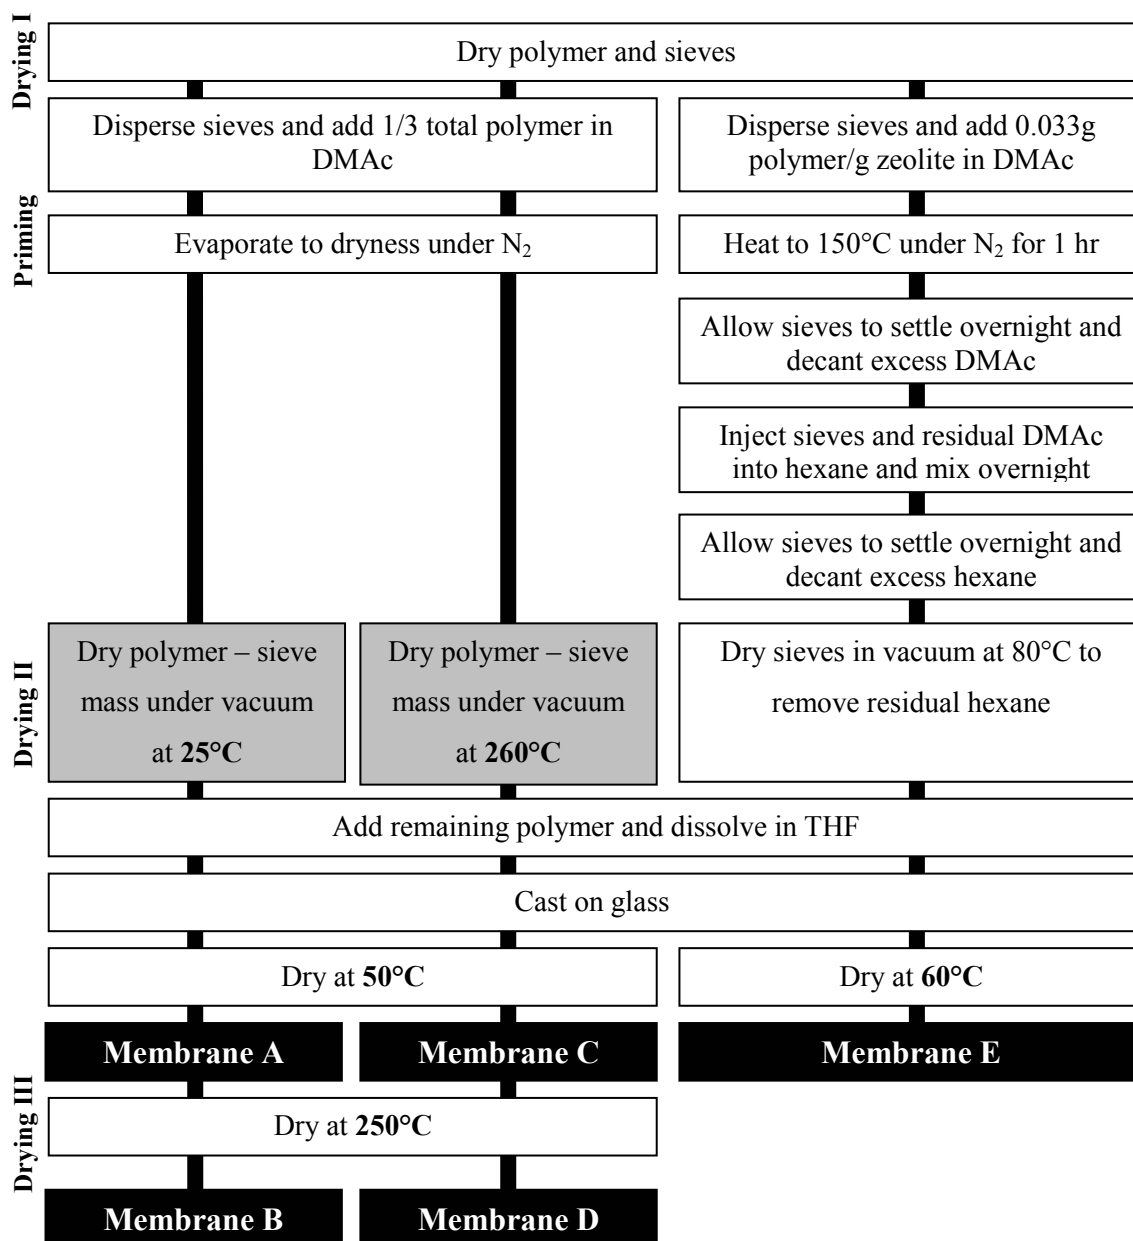 Drying I
Dry polymer and sieves
Priming
Disperse sieves and add 1/3 total polymer in
DMAc
Disperse sieves and add 0.033g
polymer/g zeolite in DMAc
Evaporate to dryness under N₂
Heat to 150°C under N₂ for 1 hr
Allow sieves to settle overnight and
decant excess DMAc
Inject sieves and residual DMAc
into hexane and mix overnight
Allow sieves to settle overnight and
decant excess hexane
Drying II
Dry polymer – sieve
mass under vacuum
at 25°C
Dry polymer – sieve
mass under vacuum
at 260°C
Dry sieves in vacuum at 80°C to
remove residual hexane
Add remaining polymer and dissolve in THF
Cast on glass
Dry at 50°C
Dry at 60°C
Membrane A
Membrane C
Membrane E
Drying III
Dry at 250°C
Membrane B
Membrane D